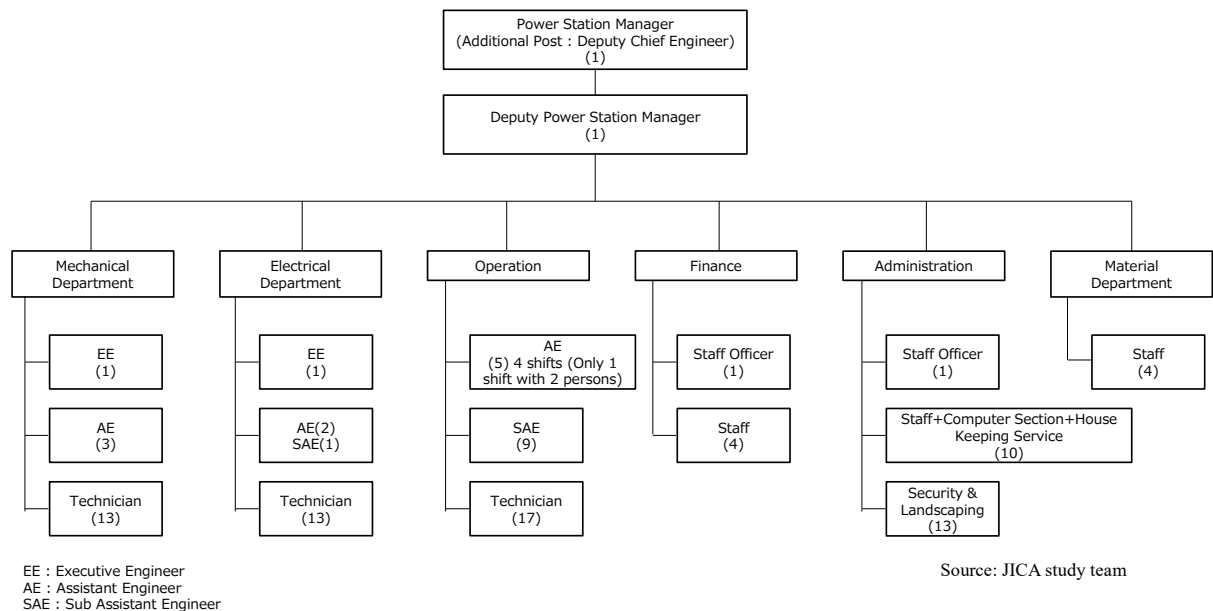 Power Station Manager
(Additional Post : Deputy Chief Engineer)
(1)
Deputy Power Station Manager
(1)
Mechanical
Department
Electrical
Department
Operation
Finance
Administration
Material
Department
EE
(1)
AE
(3)
Technician
(13)
EE
(1)
AE(2)
SAE(1)
Technician
(13)
AE
(5) 4 shifts (Only 1
shift with 2 persons)
SAE
(9)
Technician
(17)
Staff Officer
(1)
Staff
(4)
Staff Officer
(1)
Staff+Computer Section+House
Keeping Service
(10)
Security &
Landscaping
(13)
Staff
(4)
EE : Executive Engineer
AE : Assistant Engineer
SAE : Sub Assistant Engineer
Source: JICA study team